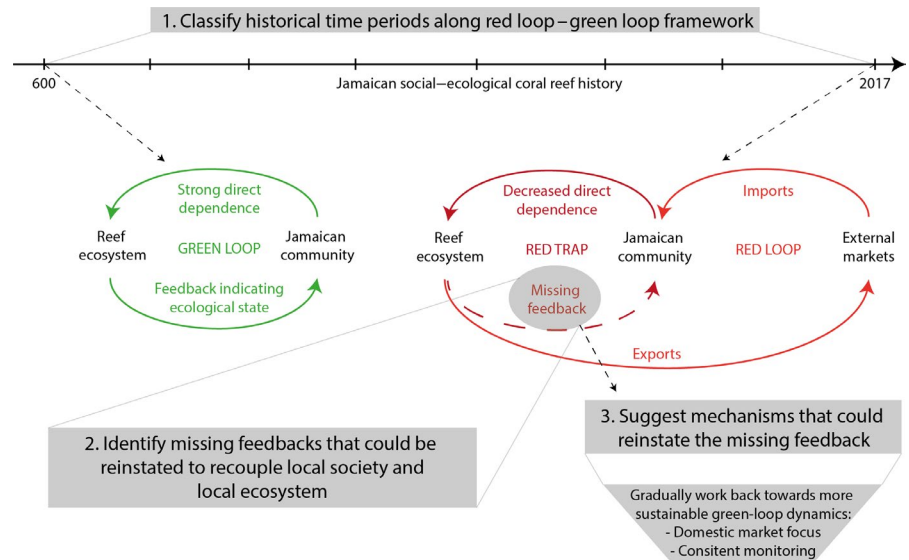 1. Classify historical time periods along red loop–green loop framework
600
Jamaican social–ecological coral reef history
2017
Strong direct
dependence
Reef
ecosystem
GREEN LOOP
Jamaican
community
Feedback indicating
ecological state
Decreased direct
dependence
Imports
Reef
ecosystem
RED TRAP
Jamaican
community
RED LOOP
External
markets
Missing
feedback
Exports
2. Identify missing feedbacks that could be
reinstated to recouple local society and
local ecosystem
3. Suggest mechanisms that could
reinstate the missing feedback
Gradually work back towards more
sustainable green-loop dynamics:
- Domestic market focus
- Consitent monitoring